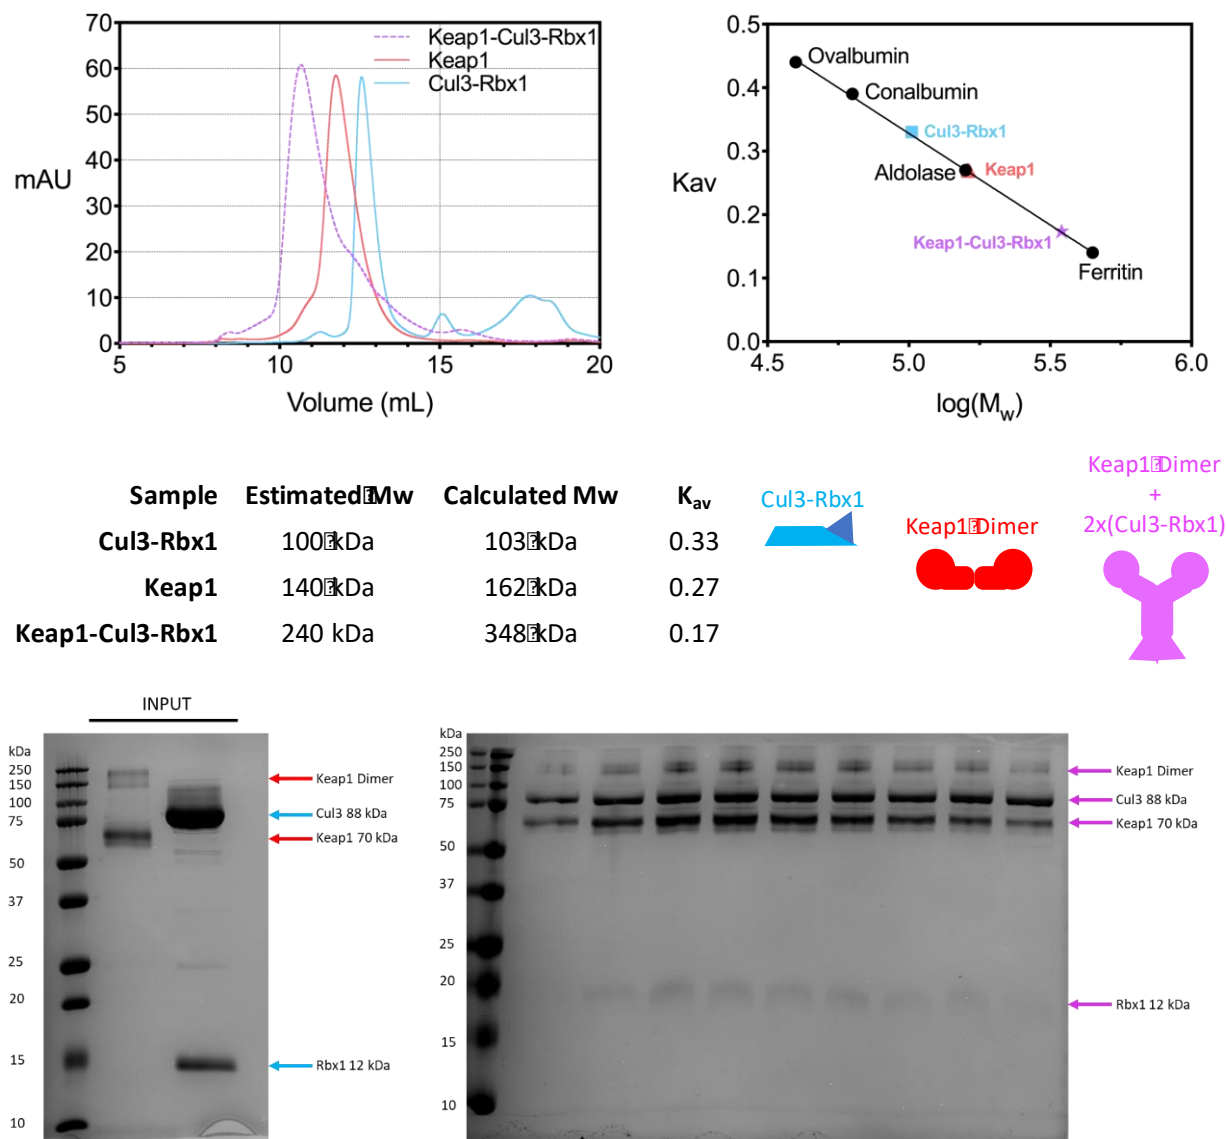 70
60
50
40
30
20
10
0
mAU
5
10
15
20
Volume (mL)
Keap1-Cul3-Rbx1
Keap1
Cul3-Rbx1
0.5
0.4
0.3
0.2
0.1
0.0
Kav
4.5
5.0
5.5
6.0
log(Mw)
Ovalbumin
Conalbumin
Cul3-Rbx1
Aldolase
Keap1
Keap1-Cul3-Rbx1
Ferritin
Sample Estimated Mw Calculated Mw Kav
Cul3-Rbx1 100 kDa 103 kDa 0.33
Keap1 140 kDa 162 kDa 0.27
Keap1-Cul3-Rbx1 240 kDa 348 kDa 0.17
Cul3-Rbx1
Keap1 Dimer
Keap1 Dimer
+
2x(Cul3-Rbx1)
INPUT
kDa
250
150
100
75
50
37
25
20
15
10
Keap1 Dimer
Cul3 88 kDa
Keap1 70 kDa
Rbx1 12 kDa
kDa
250
150
100
75
50
37
25
20
15
10
Keap1 Dimer
Cul3 88 kDa
Keap1 70 kDa
Rbx1 12 kDa